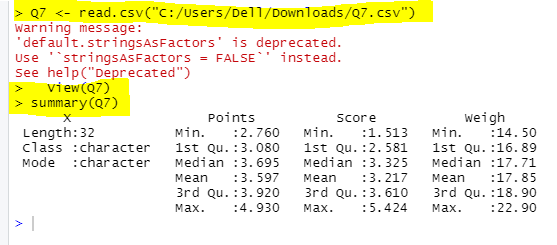 > Q7 <- read.csv("C:/Users/Dell/Downloads/Q7.csv")
Warning message:
'default.stringsAsFactors' is deprecated.
Use '`stringsAsFactors = FALSE`' instead.
See help("Deprecated")
>   View(Q7)
> summary(Q7)
      X                 Points          Score           Weigh
 Length:32          Min.   :2.760   Min.   :1.513   Min.   :14.50
 Class :character   1st Qu.:3.080   1st Qu.:2.581   1st Qu.:16.89
 Mode  :character   Median :3.695   Median :3.325   Median :17.71
                    Mean   :3.597   Mean   :3.217   Mean   :17.85
                    3rd Qu.:3.920   3rd Qu.:3.610   3rd Qu.:18.90
                    Max.   :4.930   Max.   :5.424   Max.   :22.90
>